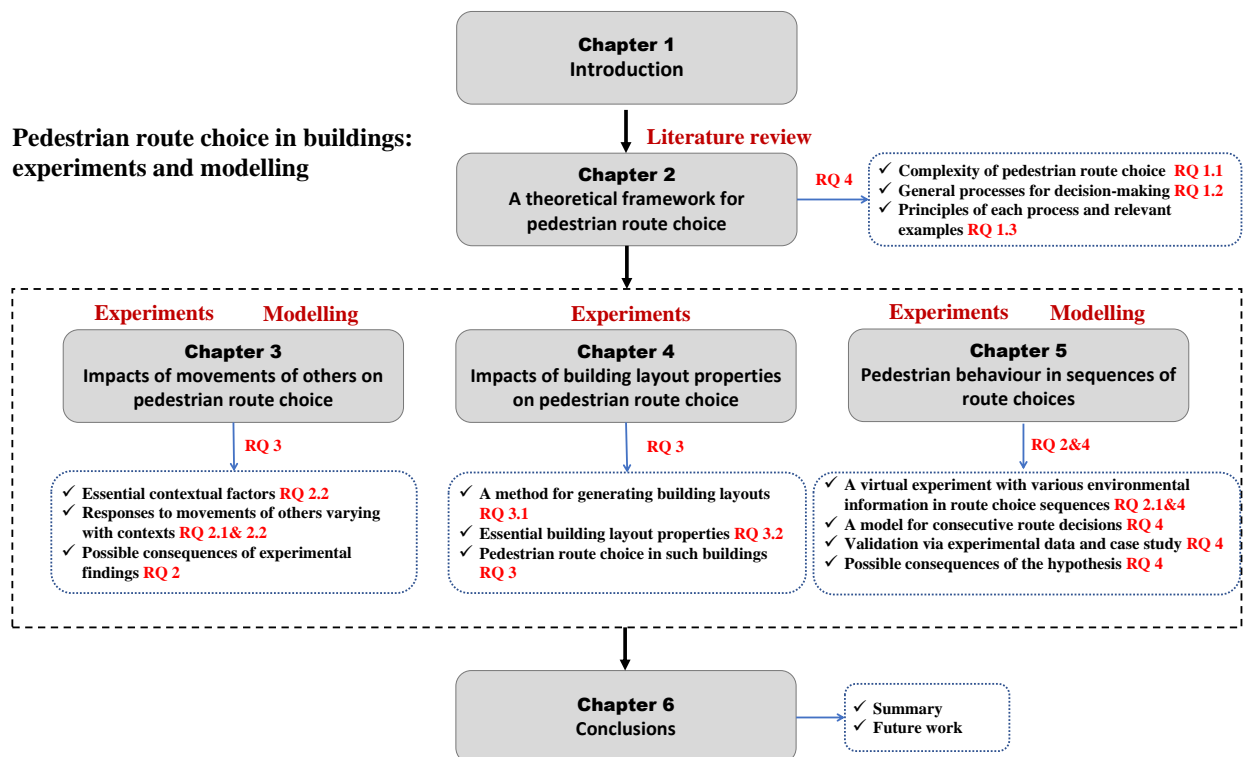 Chapter 1
Introduction
Pedestrian route choice in buildings:
experiments and modelling
Literature review
Chapter 2
A theoretical framework for
pedestrian route choice
RQ 4
✓ Complexity of pedestrian route choice RQ 1.1
✓ General processes for decision-making RQ 1.2
✓ Principles of each process and relevant
examples RQ 1.3
Experiments Modelling
Chapter 3
Impacts of movements of others on
pedestrian route choice
RQ 3
✓ Essential contextual factors RQ 2.2
✓ Responses to movements of others varying
with contexts RQ 2.1& 2.2
✓ Possible consequences of experimental
findings RQ 2
Experiments
Chapter 4
Impacts of building layout properties
on pedestrian route choice
RQ 3
✓ A method for generating building layouts
RQ 3.1
✓ Essential building layout properties RQ 3.2
✓ Pedestrian route choice in such buildings
RQ 3
Experiments Modelling
Chapter 5
Pedestrian behaviour in sequences of
route choices
RQ 2&4
✓ A virtual experiment with various environmental
information in route choice sequences RQ 2.1&4
✓ A model for consecutive route decisions RQ 4
✓ Validation via experimental data and case study RQ 4
✓ Possible consequences of the hypothesis RQ 4
Chapter 6
Conclusions
✓ Summary
✓ Future work